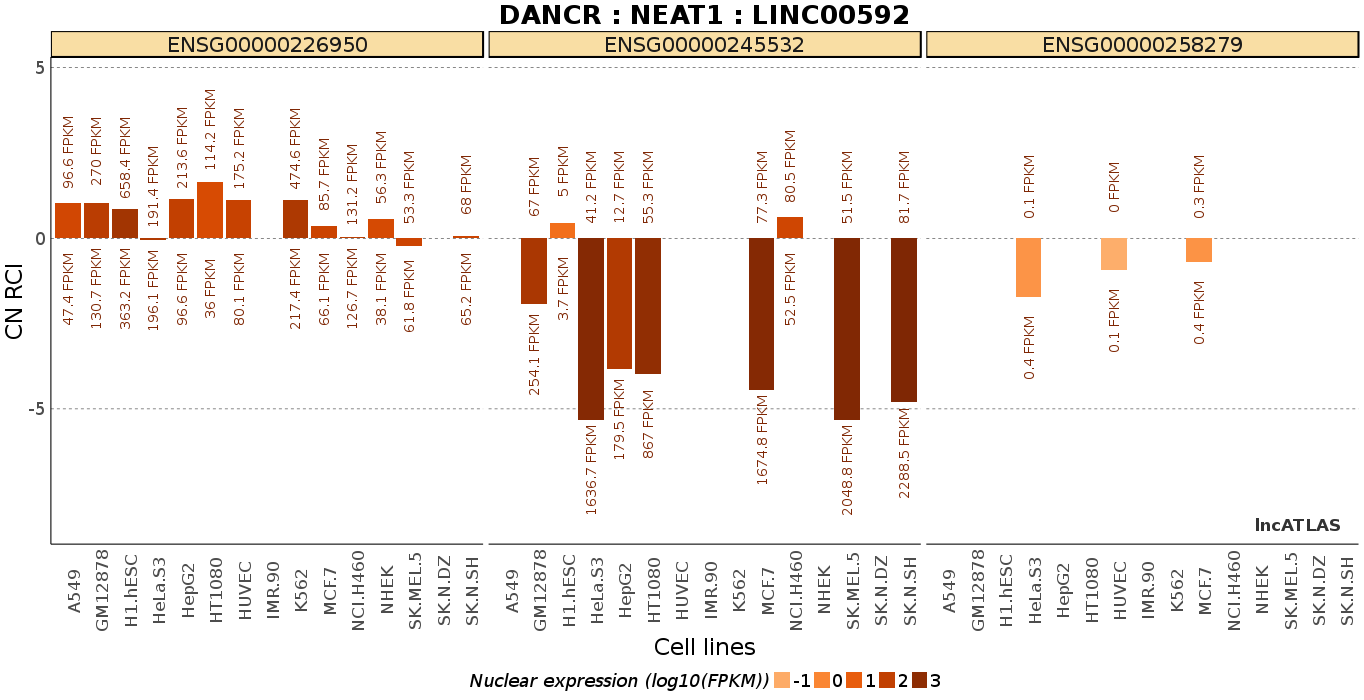 DANCR : NEAT1 : LINC00592
ENSG00000226950
ENSG00000245532
ENSG00000258279
CN RCI
5
0
-5
96.6 FPKM
270 FPKM
658.4 FPKM
191.4 FPKM
213.6 FPKM
114.2 FPKM
175.2 FPKM
474.6 FPKM
85.7 FPKM
131.2 FPKM
56.3 FPKM
53.3 FPKM
68 FPKM
47.4 FPKM
130.7 FPKM
363.2 FPKM
196.1 FPKM
96.6 FPKM
36 FPKM
80.1 FPKM
217.4 FPKM
66.1 FPKM
126.7 FPKM
38.1 FPKM
61.8 FPKM
65.2 FPKM
67 FPKM
5 FPKM
41.2 FPKM
12.7 FPKM
55.3 FPKM
77.3 FPKM
80.5 FPKM
51.5 FPKM
81.7 FPKM
254.1 FPKM
3.7 FPKM
1636.7 FPKM
179.5 FPKM
867 FPKM
1674.8 FPKM
52.5 FPKM
2048.8 FPKM
2288.5 FPKM
0.1 FPKM
0 FPKM
0.3 FPKM
0.4 FPKM
0.1 FPKM
0.4 FPKM
lncATLAS
A549
GM12878
H1.hESC
HeLa.S3
HepG2
HT1080
HUVEC
IMR.90
K562
MCF.7
NCI.H460
NHEK
SK.MEL.5
SK.N.DZ
SK.N.SH
A549
GM12878
H1.hESC
HeLa.S3
HepG2
HT1080
HUVEC
IMR.90
K562
MCF.7
NCI.H460
NHEK
SK.MEL.5
SK.N.DZ
SK.N.SH
A549
GM12878
H1.hESC
HeLa.S3
HepG2
HT1080
HUVEC
IMR.90
K562
MCF.7
NCI.H460
NHEK
SK.MEL.5
SK.N.DZ
SK.N.SH
Cell lines
Nuclear expression (log10(FPKM)) -1 0 1 2 3